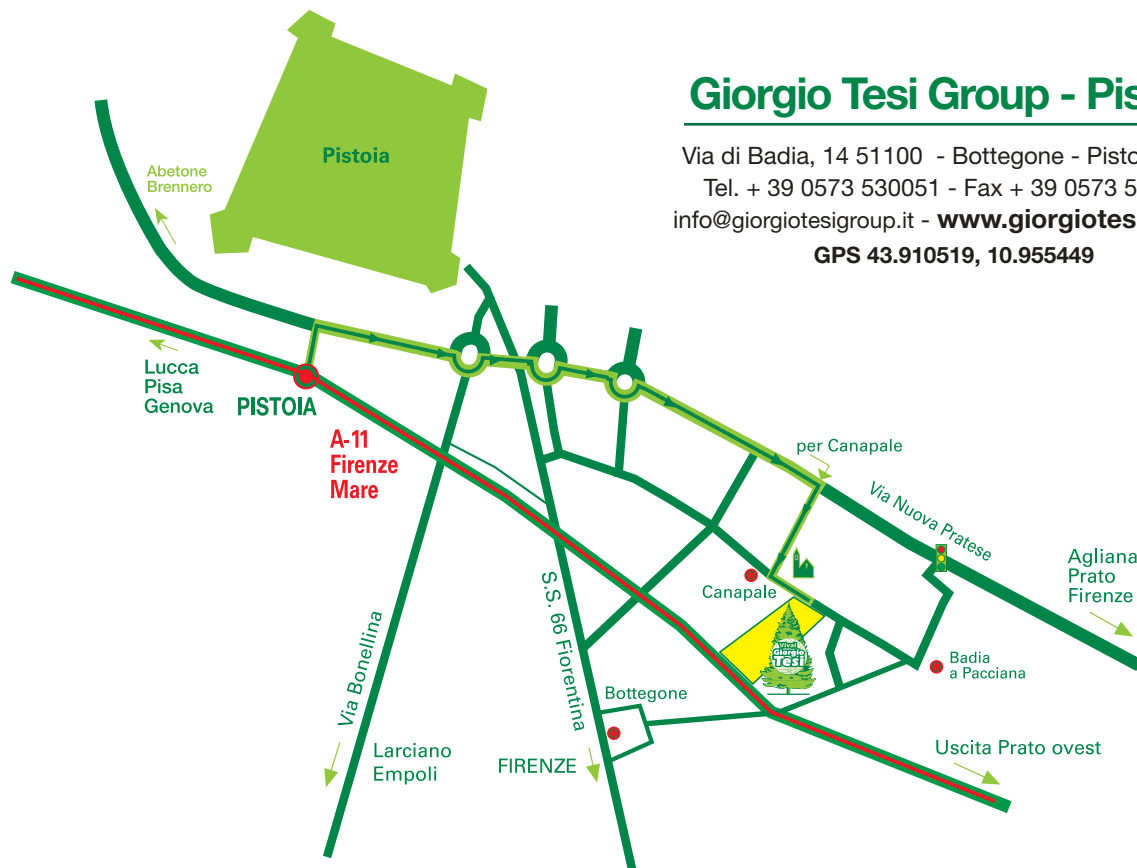 Giorgio Tesi Group - Pis
Via di Badia, 14 51100 - Bottegone - Pisto
Tel. + 39 0573 530051 - Fax + 39 0573 5
info@giorgiotesigroup.it - www.giorgiotes
GPS 43.910519, 10.955449
Pistoia
Abetone
Brennero
Lucca
Pisa
Genova
PISTOIA
A-11
Firenze
Mare
per Canapale
Via Nuova Pratese
Agliana
Prato
Firenze
Canapale
Vivai
Giorgio
Tesi
Badia
a Pacciana
S.S. 66 Fiorentina
Via Bonellina
Bottegone
Larciano
Empoli
FIRENZE
Uscita Prato ovest